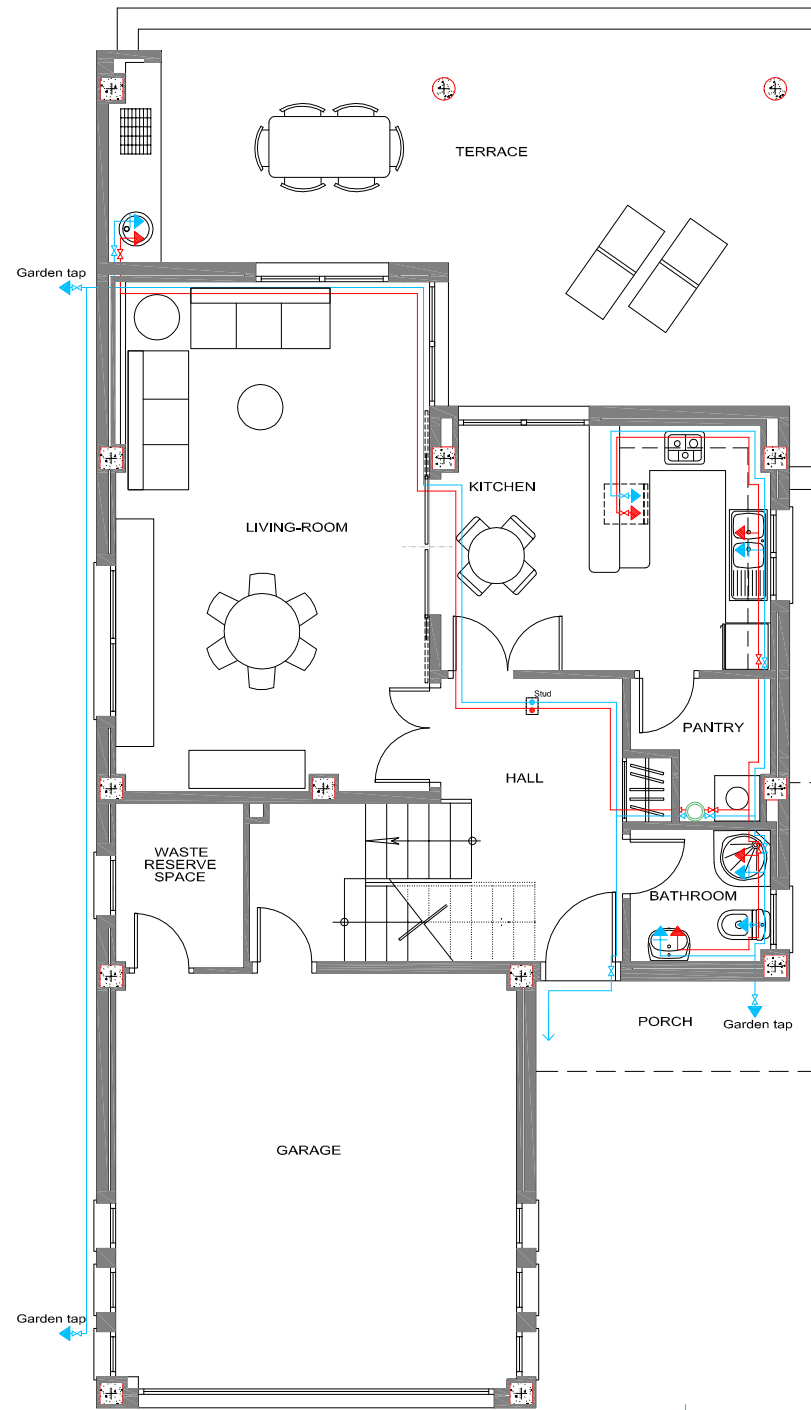 TERRACE
Garden tap
KITCHEN
LIVING-ROOM
Stud
PANTRY
HALL
WASTE
RESERVE
SPACE
BATHROOM
PORCH
Garden tap
GARAGE
Garden tap